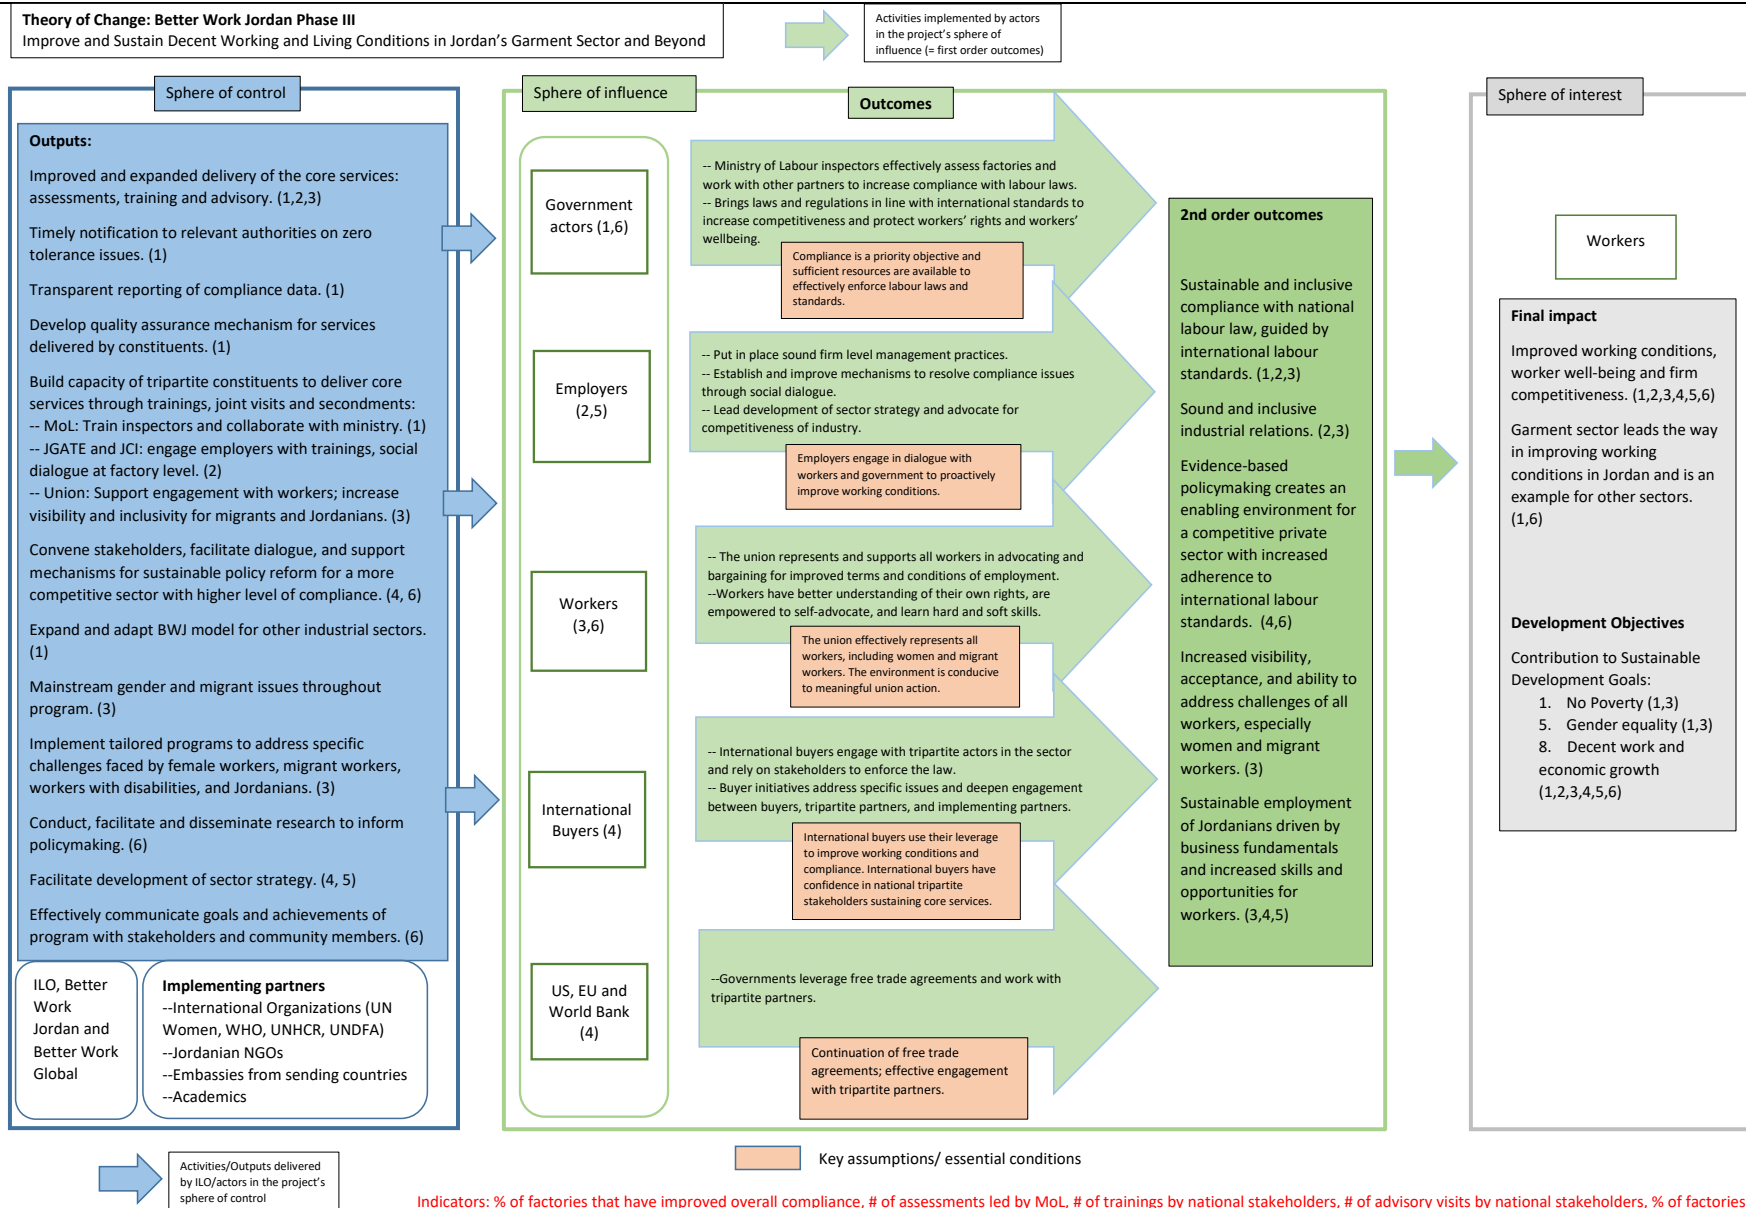 Theory of Change: Better Work Jordan Phase III
Improve and Sustain Decent Working and Living Conditions in Jordan's Garment Sector and Beyond
Activities implemented by actors
in the project's sphere of
influence (= first order outcomes)
Sphere of control
Outputs:
Improved and expanded delivery of the core services:
assessments, training and advisory. (1,2,3)
Timely notification to relevant authorities on zero
tolerance issues. (1)
Transparent reporting of compliance data. (1)
Develop quality assurance mechanism for services
delivered by constituents. (1)
Build capacity of tripartite constituents to deliver core
services through trainings, joint visits and secondments:
-- MoL: Train inspectors and collaborate with ministry. (1)
-- JGATE and JCI: engage employers with trainings, social
dialogue at factory level. (2)
-- Union: Support engagement with workers; increase
visibility and inclusivity for migrants and Jordanians. (3)
Convene stakeholders, facilitate dialogue, and support
mechanisms for sustainable policy reform for a more
competitive sector with higher level of compliance. (4, 6)
Expand and adapt BWJ model for other industrial sectors.
(1)
Mainstream gender and migrant issues throughout
program. (3)
Implement tailored programs to address specific
challenges faced by female workers, migrant workers,
workers with disabilities, and Jordanians. (3)
Conduct, facilitate and disseminate research to inform
policymaking. (6)
Facilitate development of sector strategy. (4, 5)
Effectively communicate goals and achievements of
program with stakeholders and community members. (6)
ILO, Better
Work
Jordan and
Better Work
Global
Implementing partners
--International Organizations (UN
Women, WHO, UNHCR, UNDFA)
--Jordanian NGOs
--Embassies from sending countries
--Academics
Sphere of influence
Outcomes
Government
actors (1,6)
-- Ministry of Labour inspectors effectively assess factories and
work with other partners to increase compliance with labour laws.
-- Brings laws and regulations in line with international standards to
increase competitiveness and protect workers' rights and workers'
wellbeing.
Compliance is a priority objective and
sufficient resources are available to
effectively enforce labour laws and
standards.
Employers
(2,5)
-- Put in place sound firm level management practices.
-- Establish and improve mechanisms to resolve compliance issues
through social dialogue.
-- Lead development of sector strategy and advocate for
competitiveness of industry.
Employers engage in dialogue with
workers and government to proactively
improve working conditions.
Workers
(3,6)
-- The union represents and supports all workers in advocating and
bargaining for improved terms and conditions of employment.
--Workers have better understanding of their own rights, are
empowered to self-advocate, and learn hard and soft skills.
The union effectively represents all
workers, including women and migrant
workers. The environment is conducive
to meaningful union action.
International
Buyers (4)
-- International buyers engage with tripartite actors in the sector
and rely on stakeholders to enforce the law.
-- Buyer initiatives address specific issues and deepen engagement
between buyers, tripartite partners, and implementing partners.
International buyers use their leverage
to improve working conditions and
compliance. International buyers have
confidence in national tripartite
stakeholders sustaining core services.
US, EU and
World Bank
(4)
--Governments leverage free trade agreements and work with
tripartite partners.
Continuation of free trade
agreements; effective engagement
with tripartite partners.
2nd order outcomes
Sustainable and inclusive
compliance with national
labour law, guided by
international labour
standards. (1,2,3)
Sound and inclusive
industrial relations. (2,3)
Evidence-based
policymaking creates an
enabling environment for
a competitive private
sector with increased
adherence to
international labour
standards. (4,6)
Increased visibility,
acceptance, and ability to
address challenges of all
workers, especially
women and migrant
workers. (3)
Sustainable employment
of Jordanians driven by
business fundamentals
and increased skills and
opportunities for
workers. (3,4,5)
Sphere of interest
Workers
Final impact
Improved working conditions,
worker well-being and firm
competitiveness. (1,2,3,4,5,6)
Garment sector leads the way
in improving working
conditions in Jordan and is an
example for other sectors.
(1,6)
Development Objectives
Contribution to Sustainable
Development Goals:
1. No Poverty (1,3)
5. Gender equality (1,3)
8. Decent work and
economic growth
(1,2,3,4,5,6)
Activities/Outputs delivered
by ILO/actors in the project's
sphere of control
Key assumptions/ essential conditions
Indicators: % of factories that have improved overall compliance, # of assessments led by MoL, # of trainings by national stakeholders, # of advisory visits by national stakeholders, % of factories